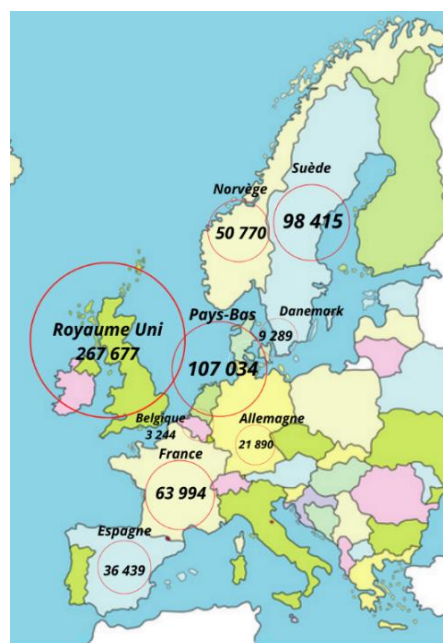 Suède
98 415
Norvège
50 770
Pays-Bas
107 034
Danemark
9 289
Royaume Uni
267 677
Belgique
3 244
Allemagne
21 890
France
63 994
Espagne
36 439